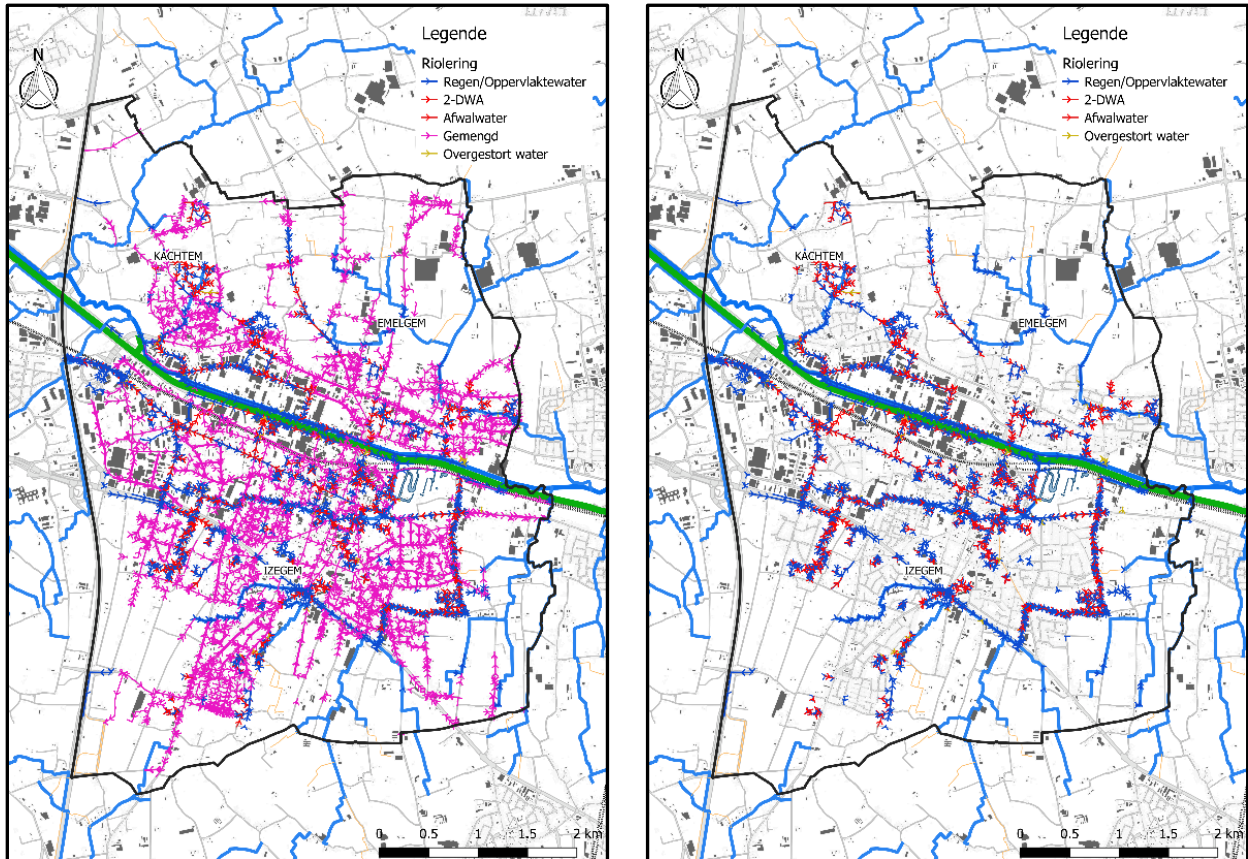 Legende
N
Riolering
Regen/Oppervlaktewater
2-DWA
Afwalwater
Gemengd
Overgestort water
KACHTEM
EMELGEM
IZEGEM
0 0.5 1 1.5 2 km
Legende
N
Riolering
Regen/Oppervlaktewater
2-DWA
Afwalwater
Overgestort water
KACHTEM
EMELGEM
IZEGEM
0 0.5 1 1.5 2 km